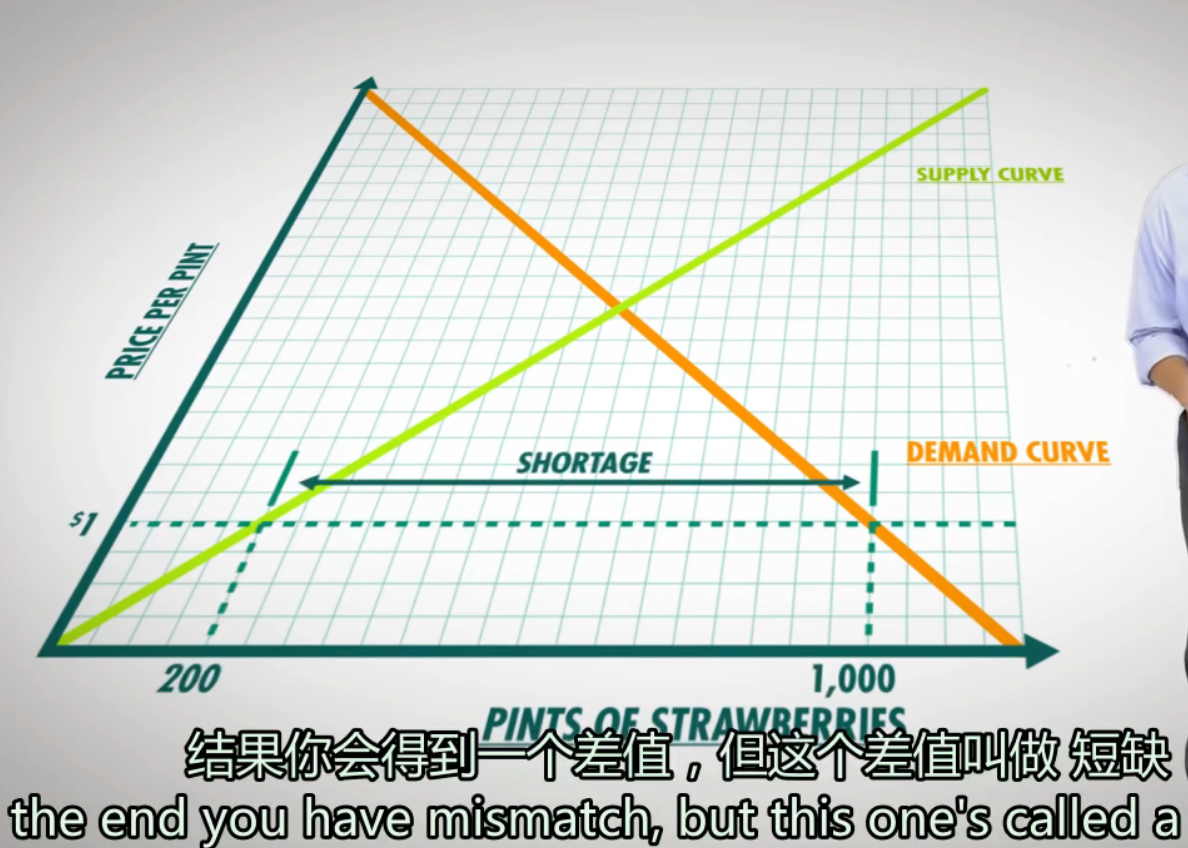 SUPPLY CURVE
PRICE PER PINT
DEMAND CURVE
SHORTAGE
$1
200
1,000
PINTS OF STRAWBERRIES
结果你会得到一个差值，但这个差值叫做 短缺
the end you have mismatch, but this one's called a